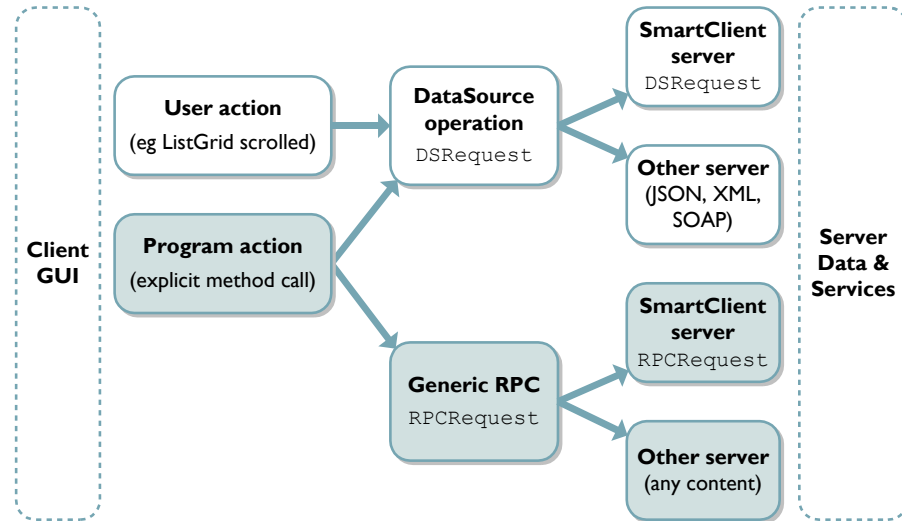 Client
GUI
User action
(eg ListGrid scrolled)
Program action
(explicit method call)
DataSource
operation
DSRequest
Generic RPC
RPCRequest
SmartClient
server
DSRequest
Other server
(JSON, XML,
SOAP)
SmartClient
server
RPCRequest
Other server
(any content)
Server
Data &
Services